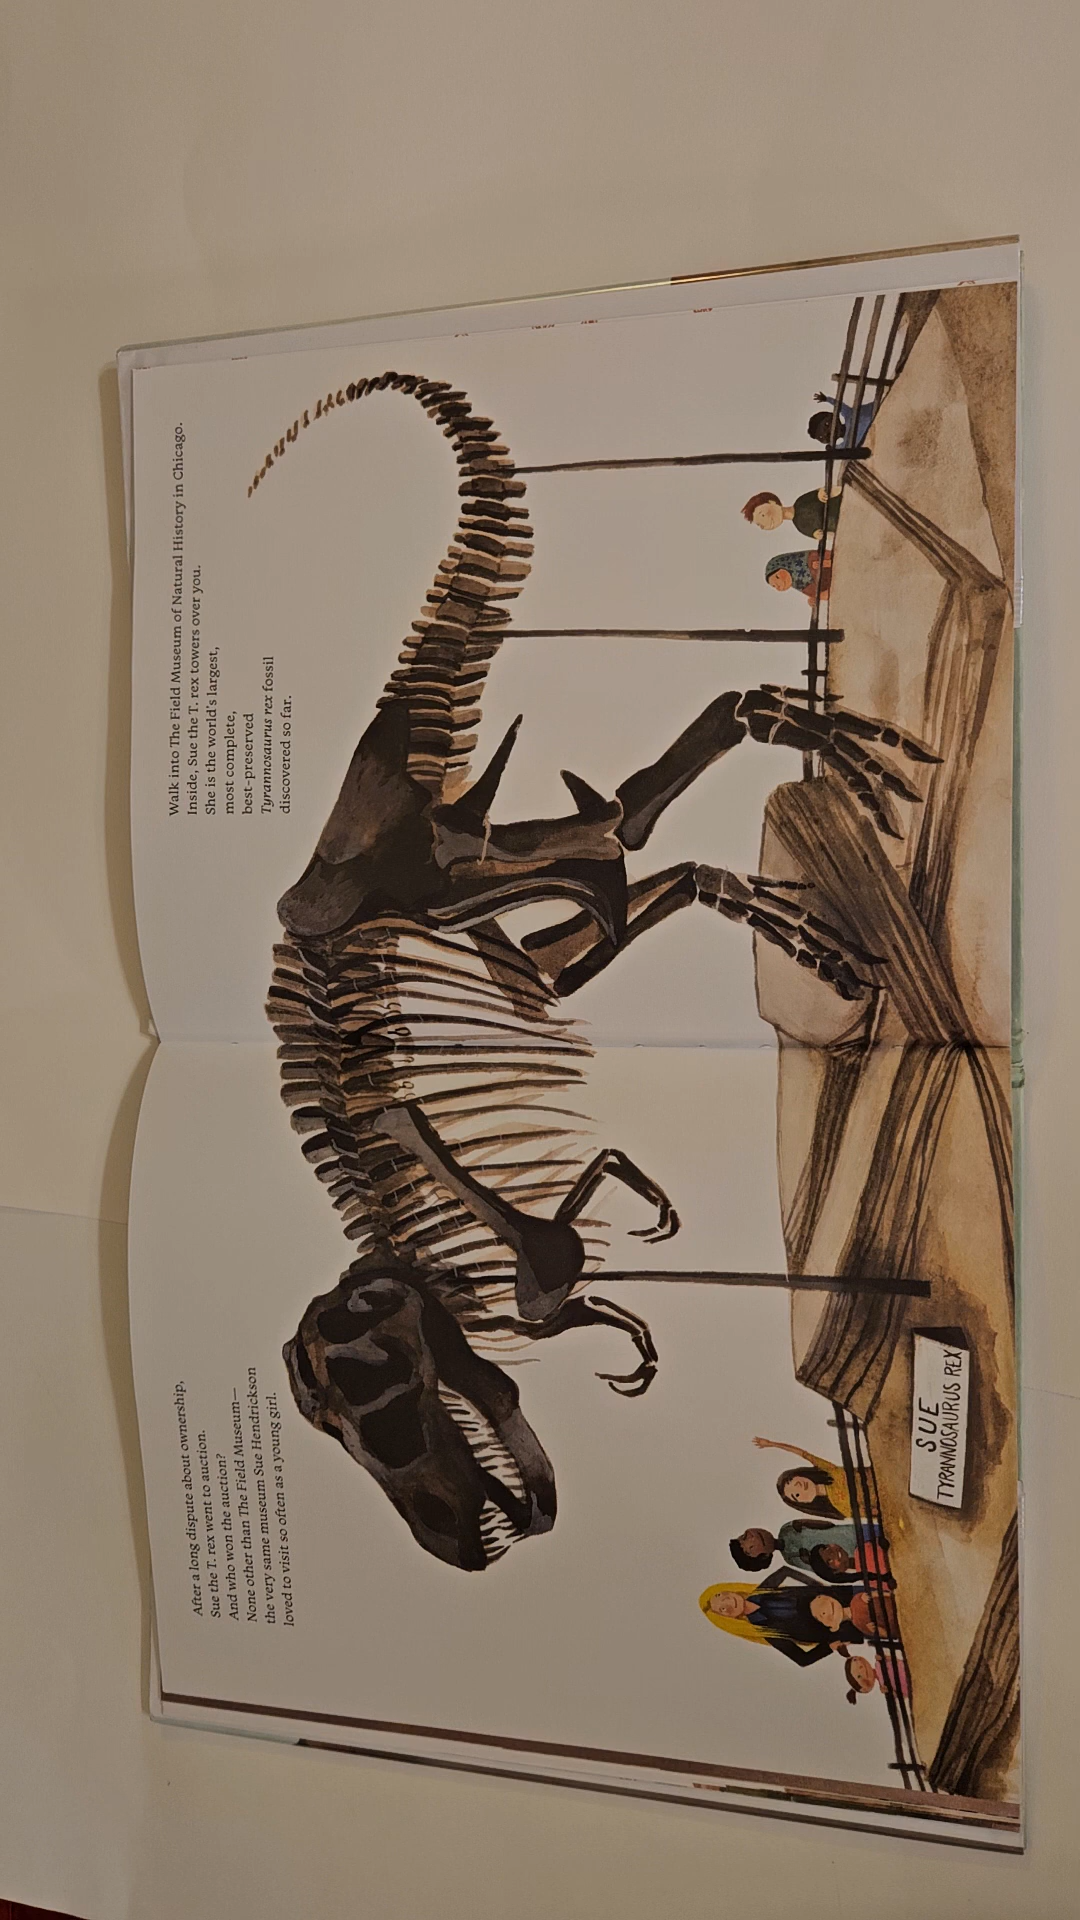 After a long dispute about ownership,
Sue the T. rex went to auction.
And who won the auction?
None other than The Field Museum—
the very same museum Sue Hendrickson
loved to visit so often as a young girl.
Walk into The Field Museum of Natural History in Chicago.
Inside, Sue the T. rex towers over you.
She is the world's largest,
most complete,
best-preserved
Tyrannosaurus rex fossil
discovered so far.
SUE
TYRANNOSAURUS REX